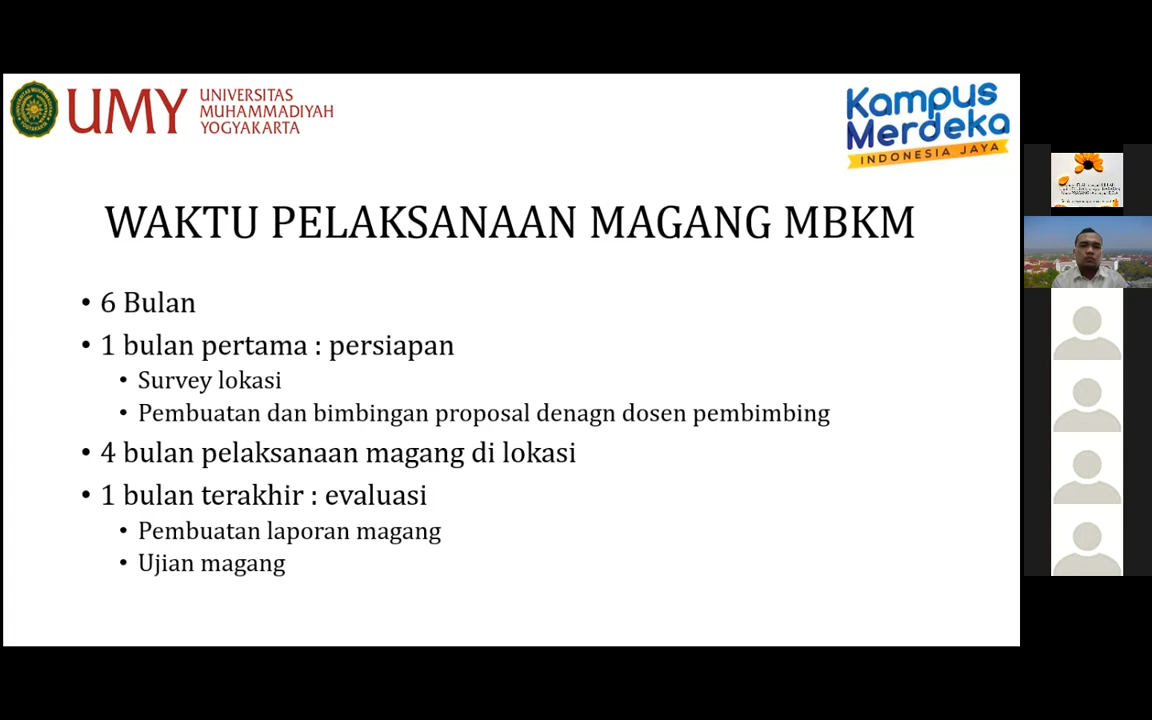 UMY
UNIVERSITAS
MUHAMMADIYAH
YOGYAKARTA
Kampus
Merdeka
INDONESIA JAYA
WAKTU PELAKSANAAN MAGANG MBKM
• 6 Bulan
• 1 bulan pertama : persiapan
• Survey lokasi
• Pembuatan dan bimbingan proposal denagn dosen pembimbing
• 4 bulan pelaksanaan magang di lokasi
• 1 bulan terakhir : evaluasi
• Pembuatan laporan magang
• Ujian magang